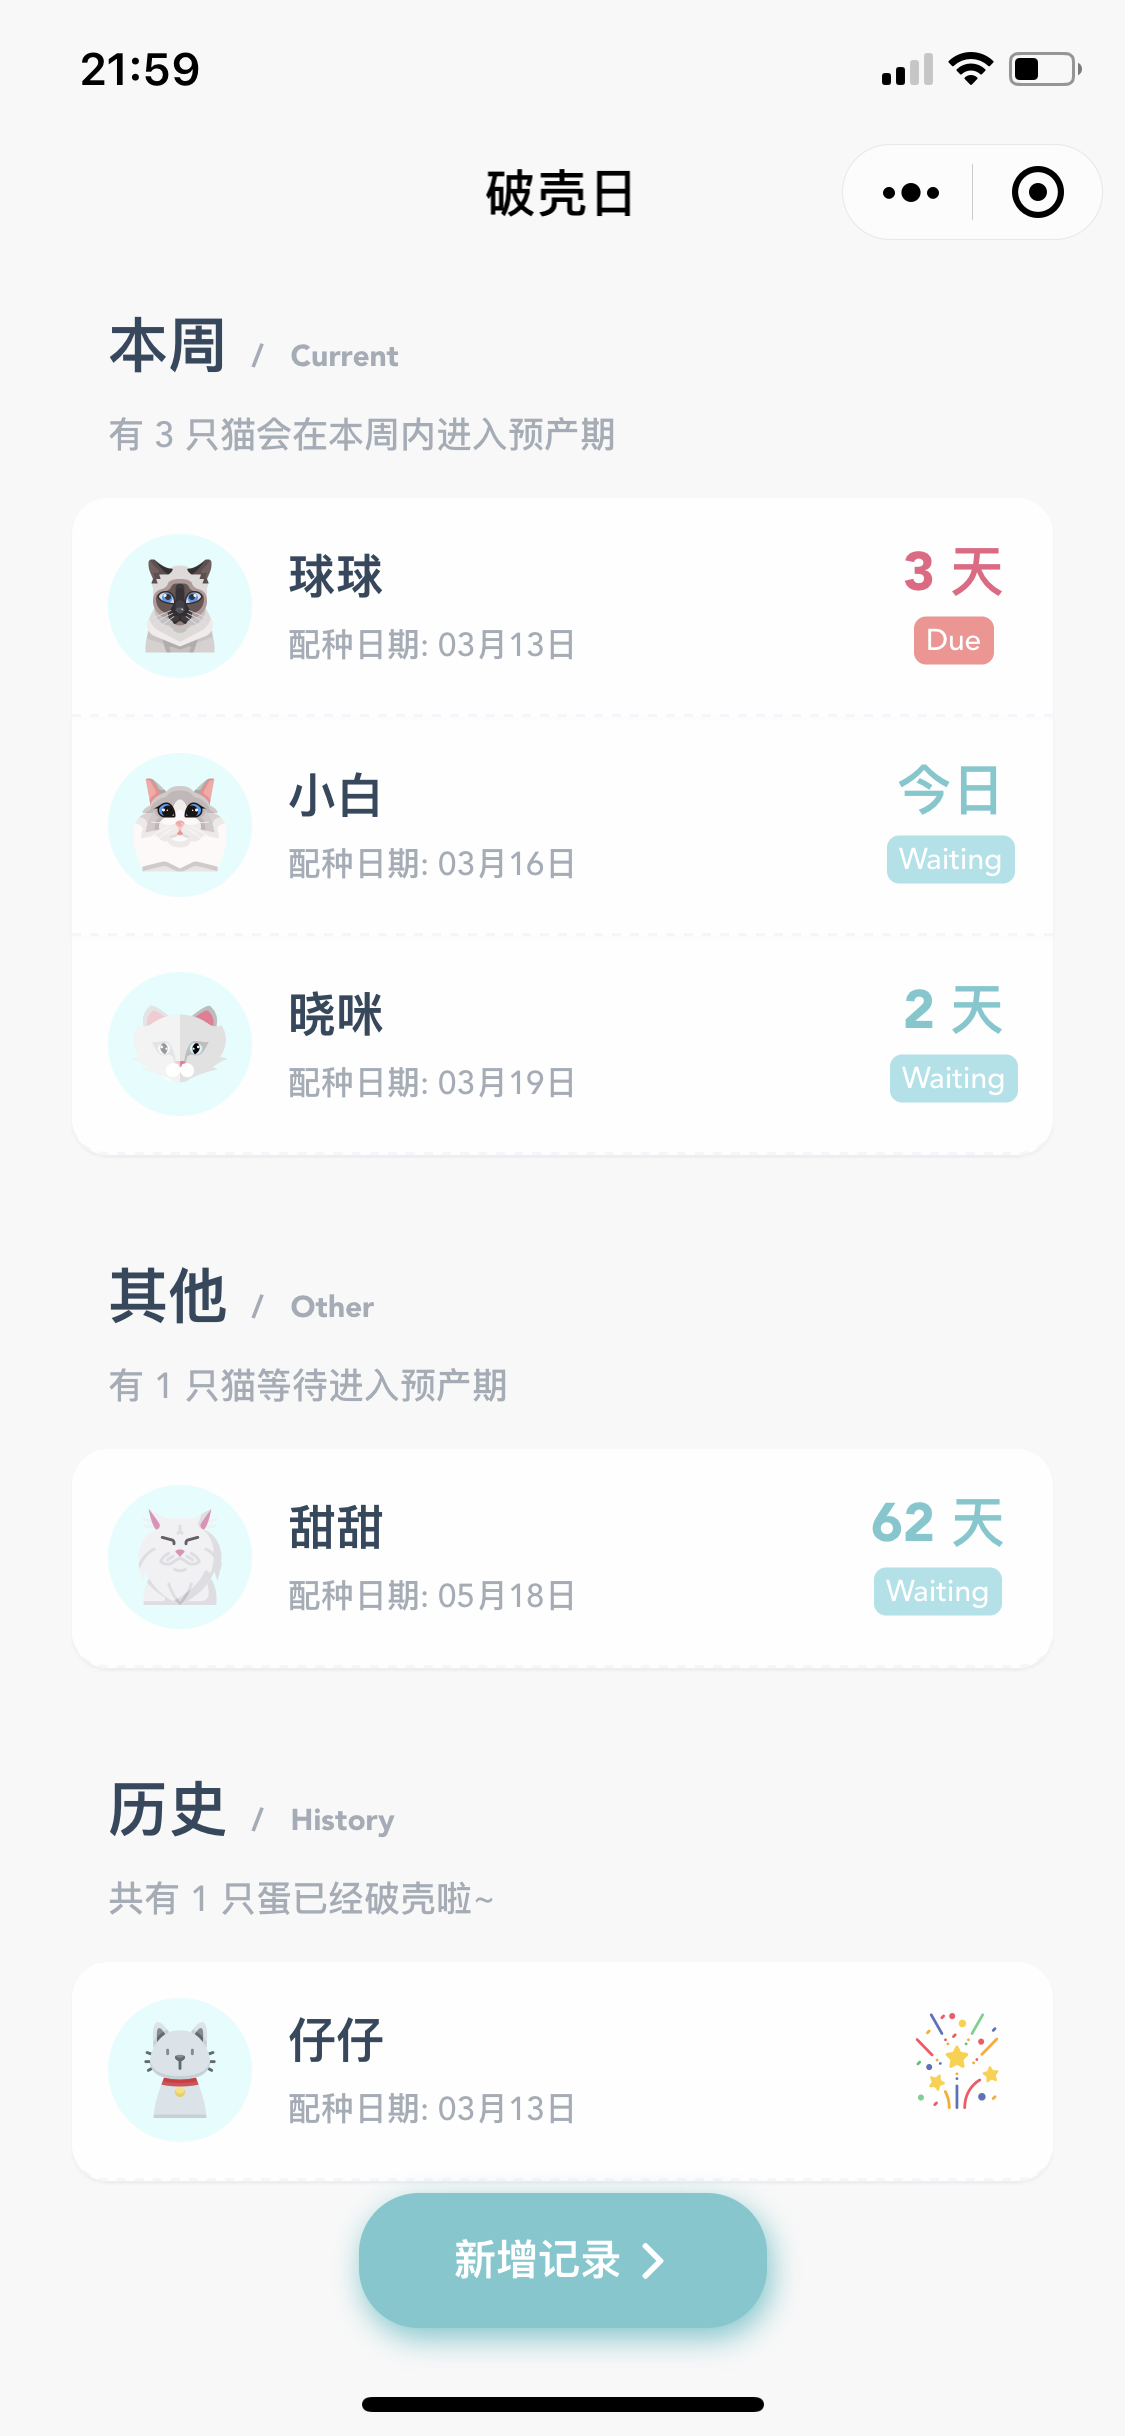 21:59
破壳日
本周 / Current
有 3 只猫会在本周内进入预产期
球球
配种日期: 03月13日
3 天
Due
小白
配种日期: 03月16日
今日
Waiting
晓咪
配种日期: 03月19日
2 天
Waiting
其他 / Other
有 1 只猫等待进入预产期
甜甜
配种日期: 05月18日
62 天
Waiting
历史 / History
共有 1 只蛋已经破壳啦~
仔仔
配种日期: 03月13日
新增记录